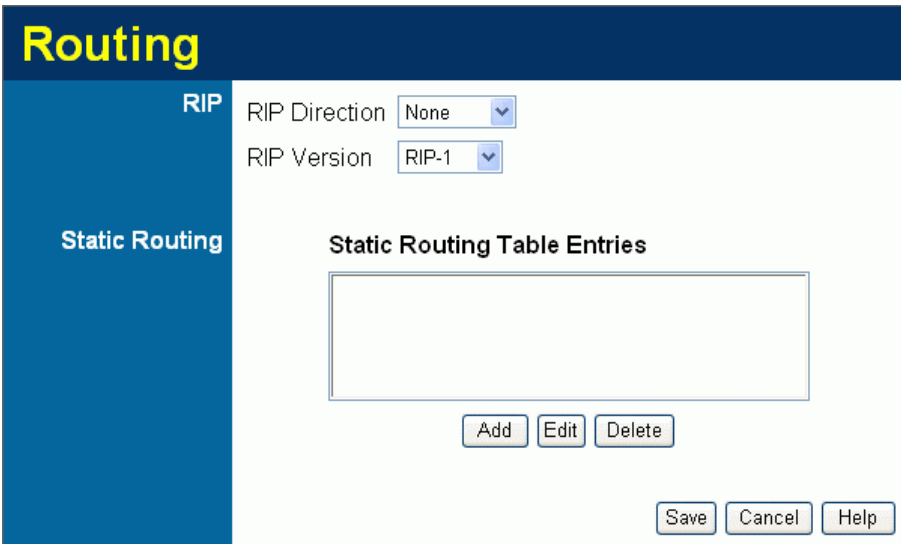 Routing
RIP
RIP Direction None
RIP Version RIP-1
Static Routing
Static Routing Table Entries
Add Edit Delete
Save Cancel Help